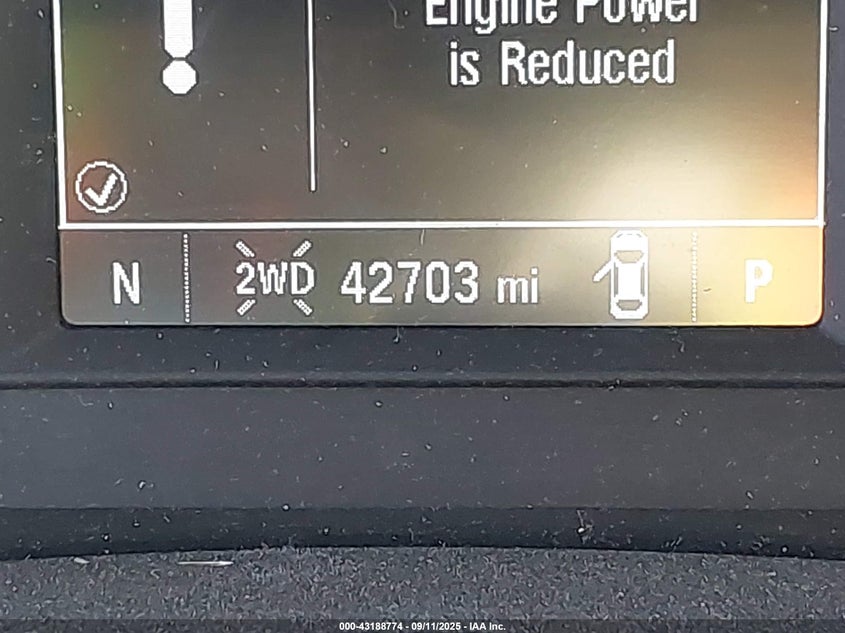 Engine Power
is Reduced
N 2WD 42703 mi P
000-43188774 - 09/11/2025 - IAA Inc.